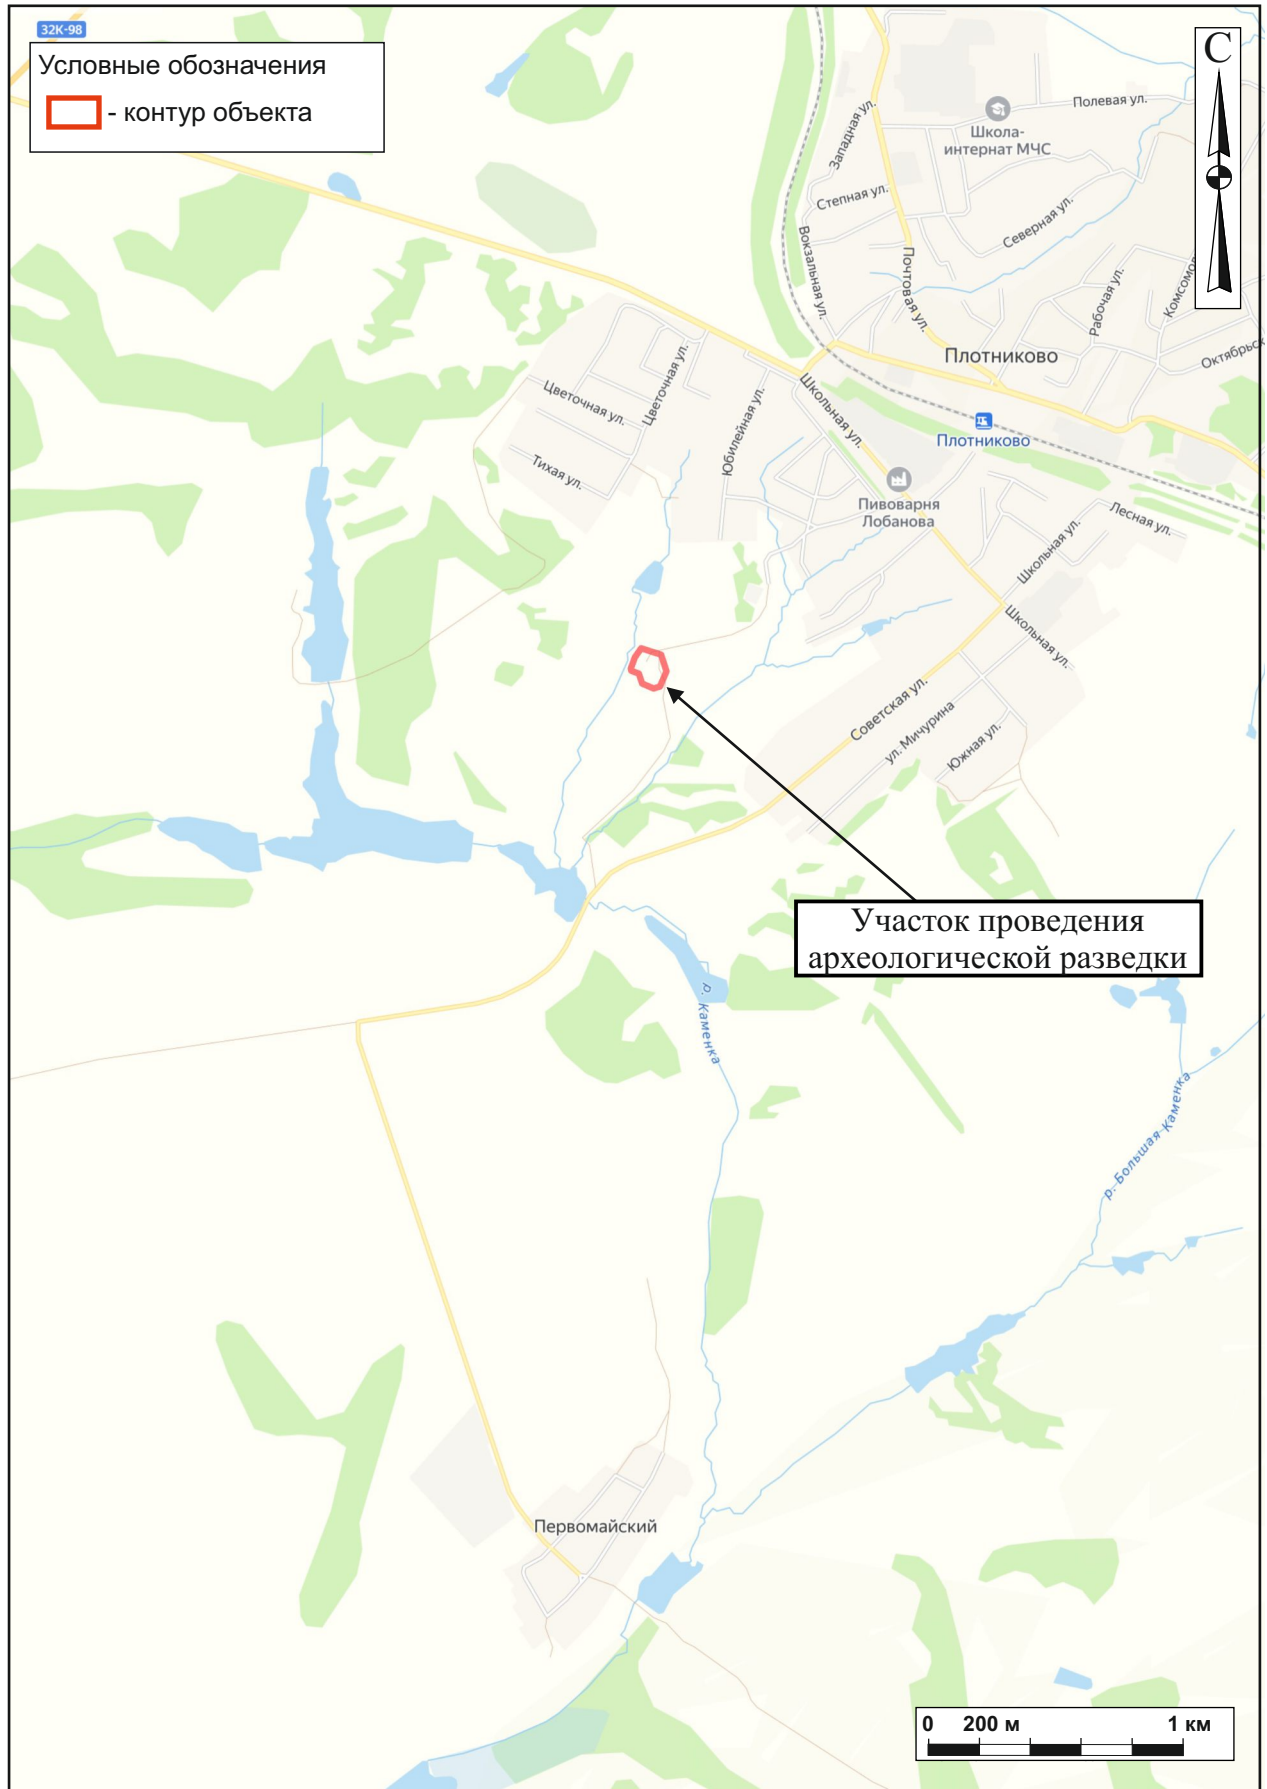 32К-98
Условные обозначения
- контур объекта
С
Полевая ул.
Школа-
интернат МЧС
Западная ул.
Степная ул.
Северная ул.
Вокзальная ул.
Почтовая ул.
Рабочая ул.
Комсомол
Октябрьск
Плотниково
Цветочная ул.
Цветочная ул.
Юбилейная ул.
Школьная ул.
Плотниково
Тихая ул.
Пивоварня
Лобанова
Лесная ул.
Школьная ул.
Школьная ул.
Советская ул.
ул. Мичурина
Южная ул.
Участок проведения
археологической разведки
р. Каменка
р. Большая Каменка
Первомайский
0 200 м 1 км